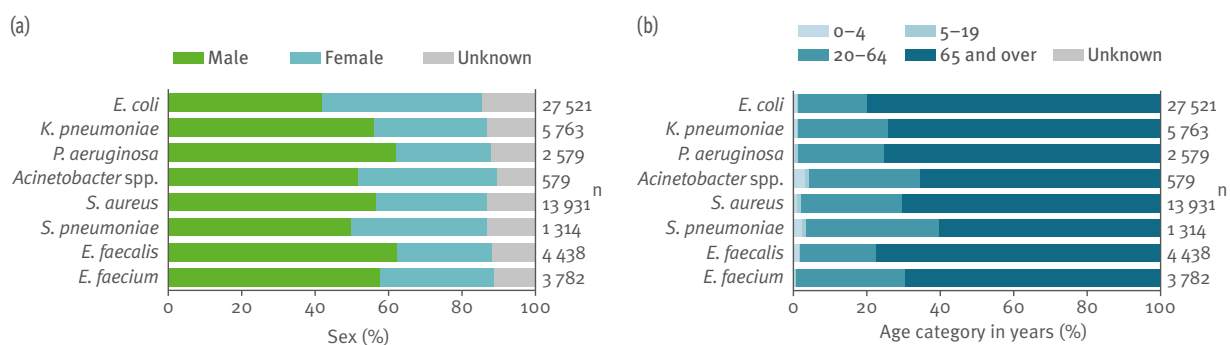 (a)
Male Female Unknown
E. coli 27 521
K. pneumoniae 5 763
P. aeruginosa 2 579
Acinetobacter spp. 579
n
S. aureus 13 931
S. pneumoniae 1 314
E. faecalis 4 438
E. faecium 3 782
0 20 40 60 80 100
Sex (%)
(b)
0–4 5–19
20–64 65 and over Unknown
E. coli 27 521
K. pneumoniae 5 763
P. aeruginosa 2 579
Acinetobacter spp. 579
n
S. aureus 13 931
S. pneumoniae 1 314
E. faecalis 4 438
E. faecium 3 782
0 20 40 60 80 100
Age category in years (%)